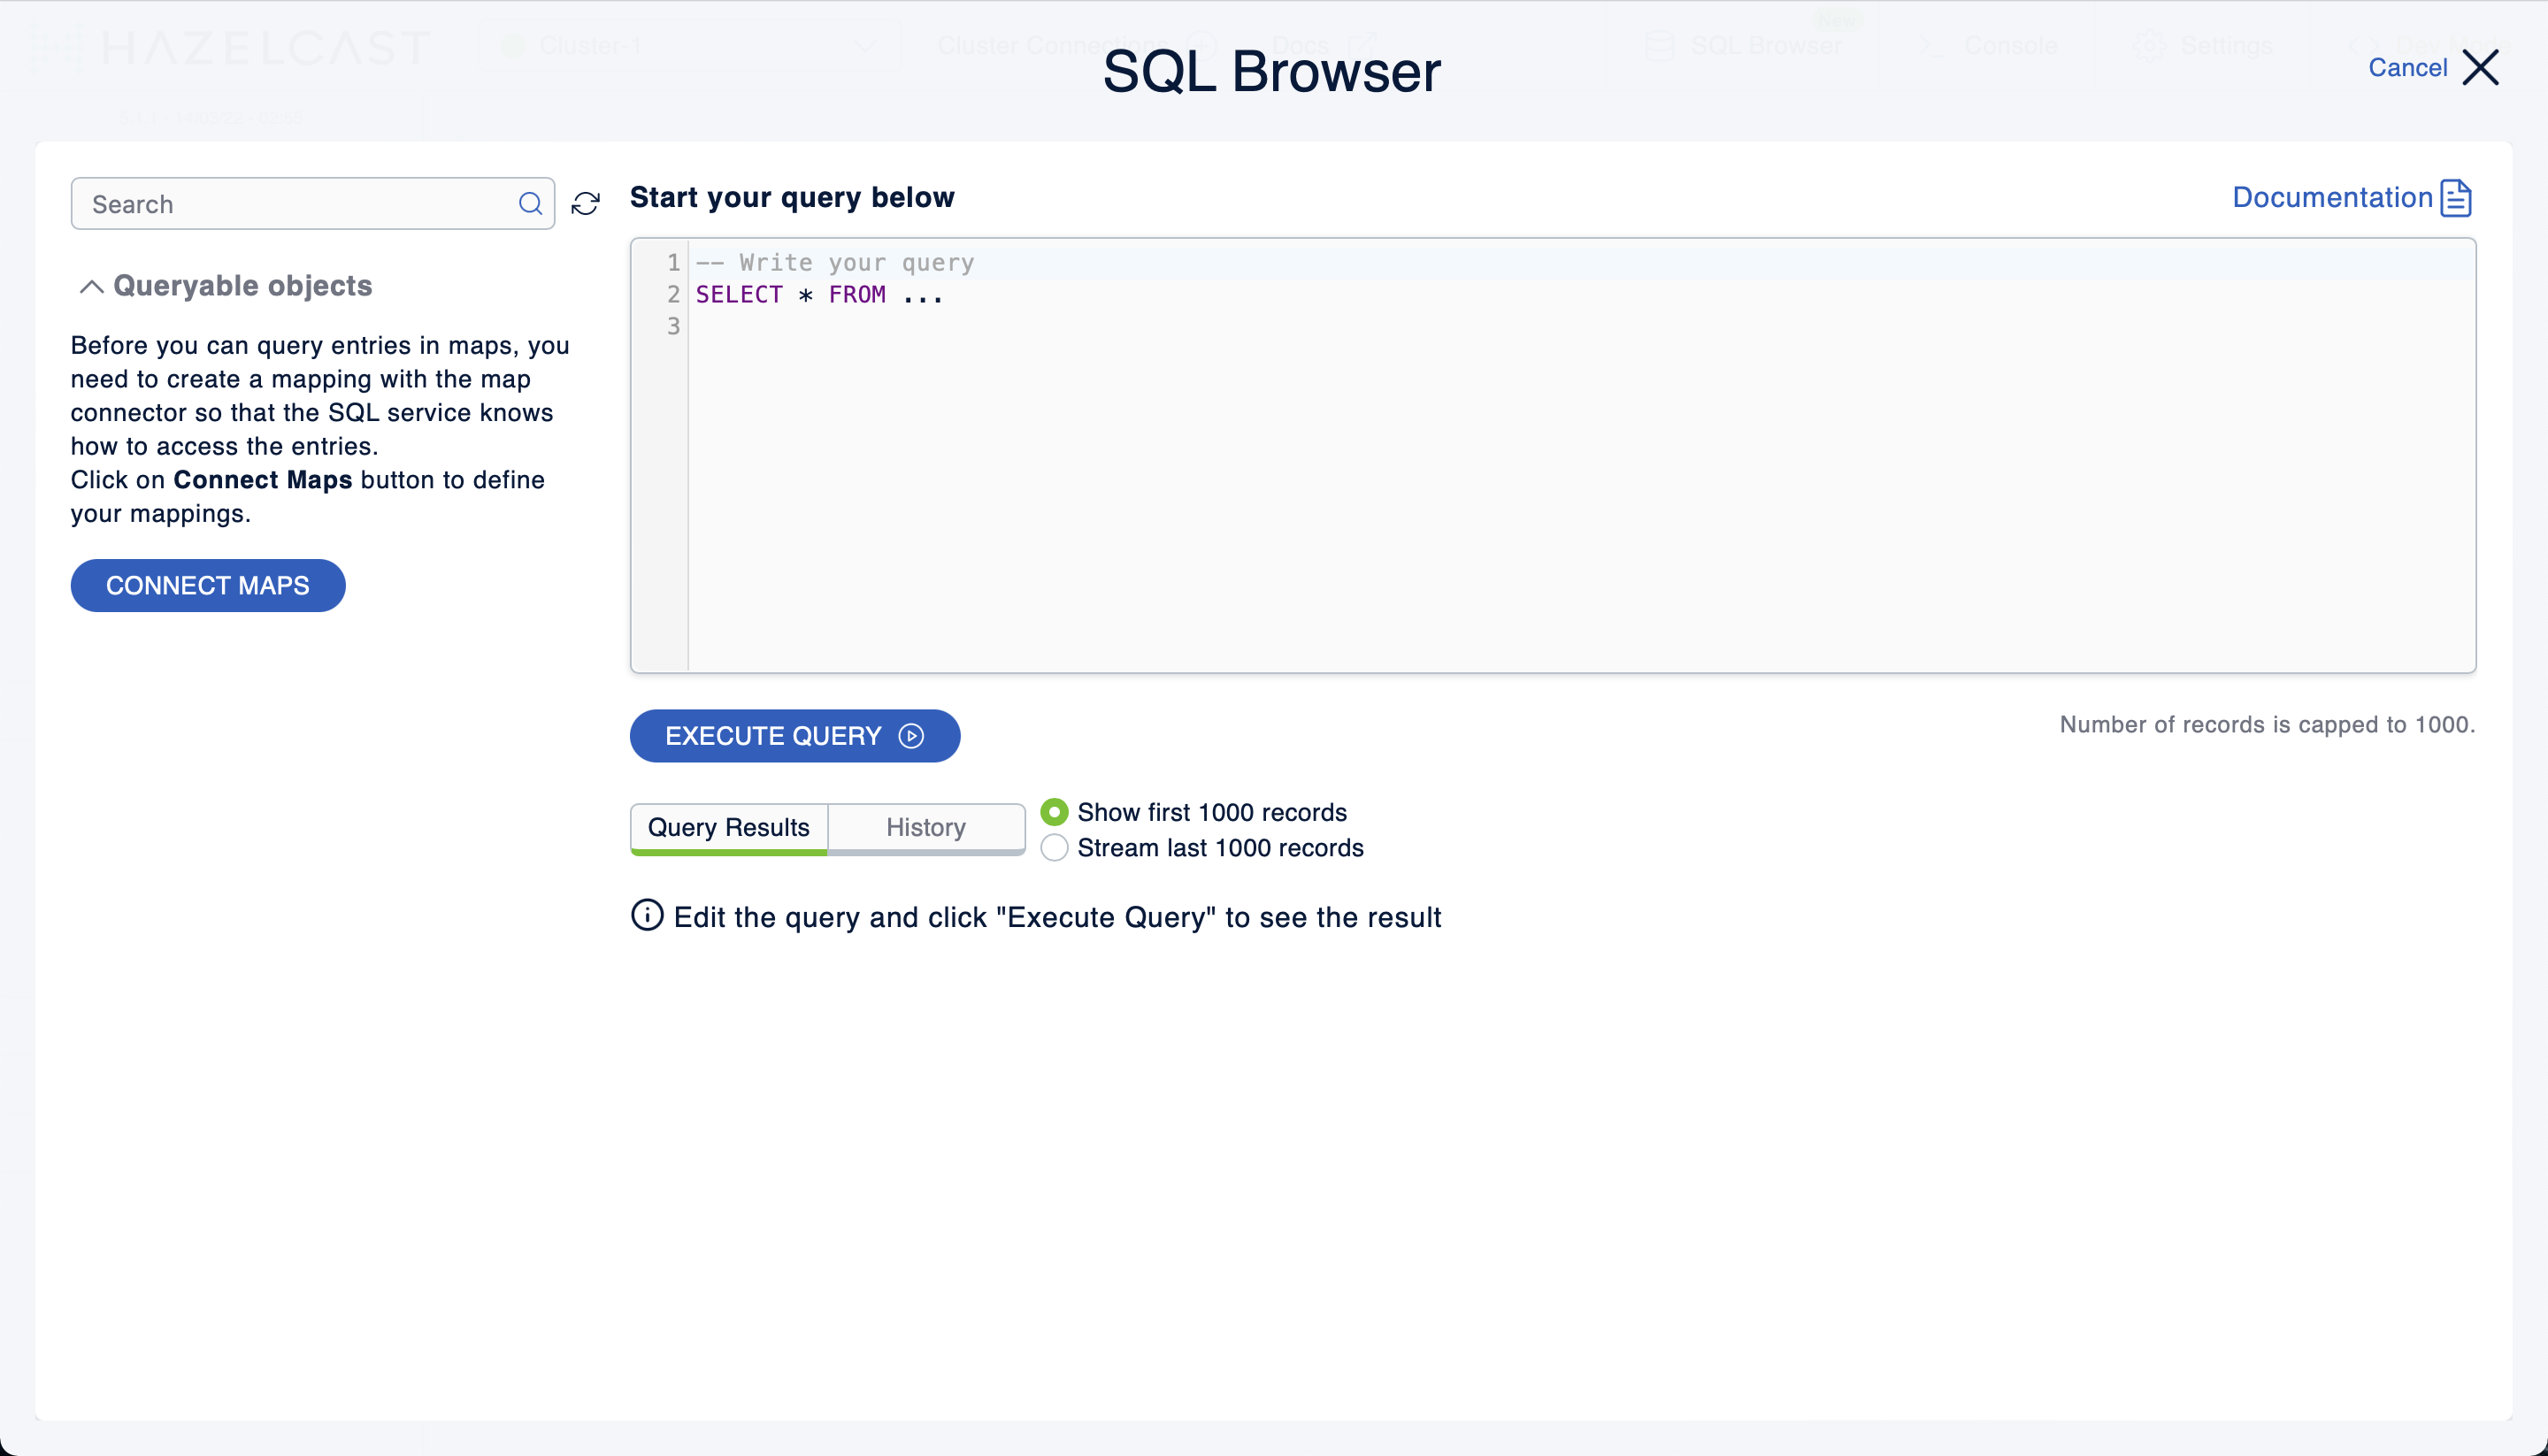 HAZELCAST
Cluster-1
Cluster Connections
Docs
New
SQL Browser
Console
Settings
Dev Mode
SQL Browser
Cancel
Search
Queryable objects
Before you can query entries in maps, you
need to create a mapping with the map
connector so that the SQL service knows
how to access the entries.
Click on Connect Maps button to define
your mappings.
CONNECT MAPS
Start your query below
Documentation
1 -- Write your query
2 SELECT * FROM ...
3
EXECUTE QUERY
Number of records is capped to 1000.
Query Results
History
Show first 1000 records
Stream last 1000 records
Edit the query and click "Execute Query" to see the result